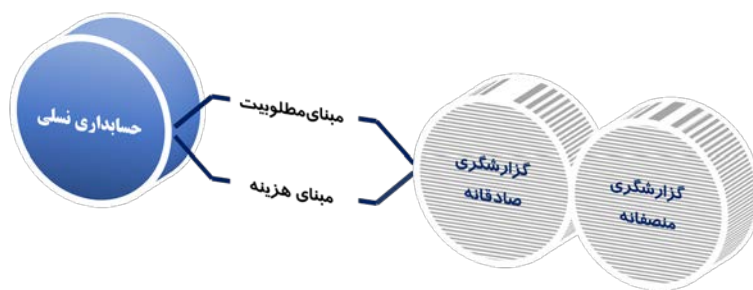 حسابداری نسلی
مبنای‌مطلوبیت
مبنای هزینه
گزارشگری
صادقانه
گزارشگری
منصفانه